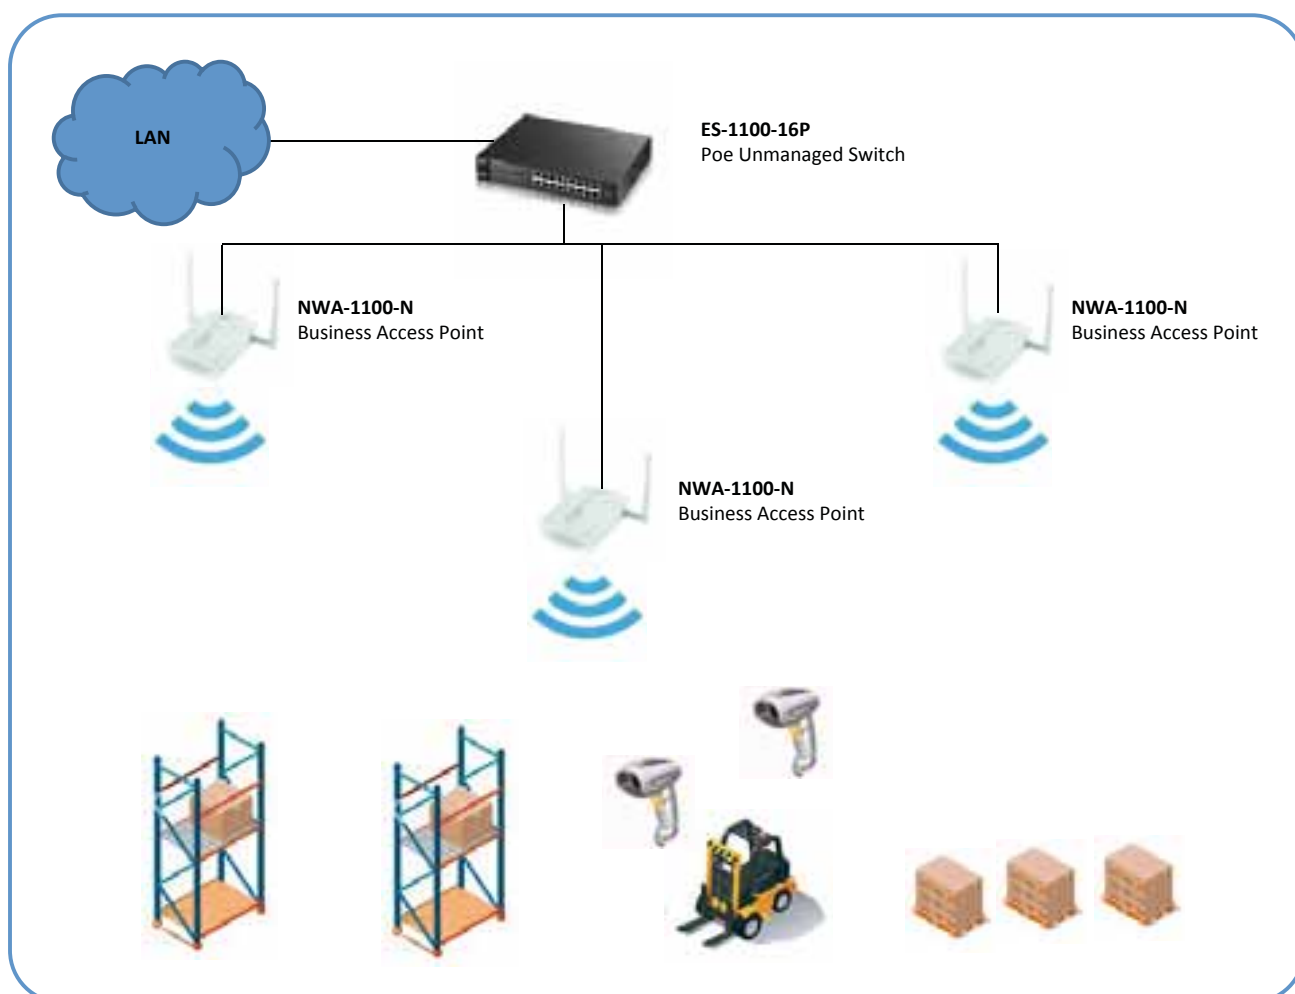 LAN
ES-1100-16P
Poe Unmanaged Switch
NWA-1100-N
Business Access Point
NWA-1100-N
Business Access Point
NWA-1100-N
Business Access Point